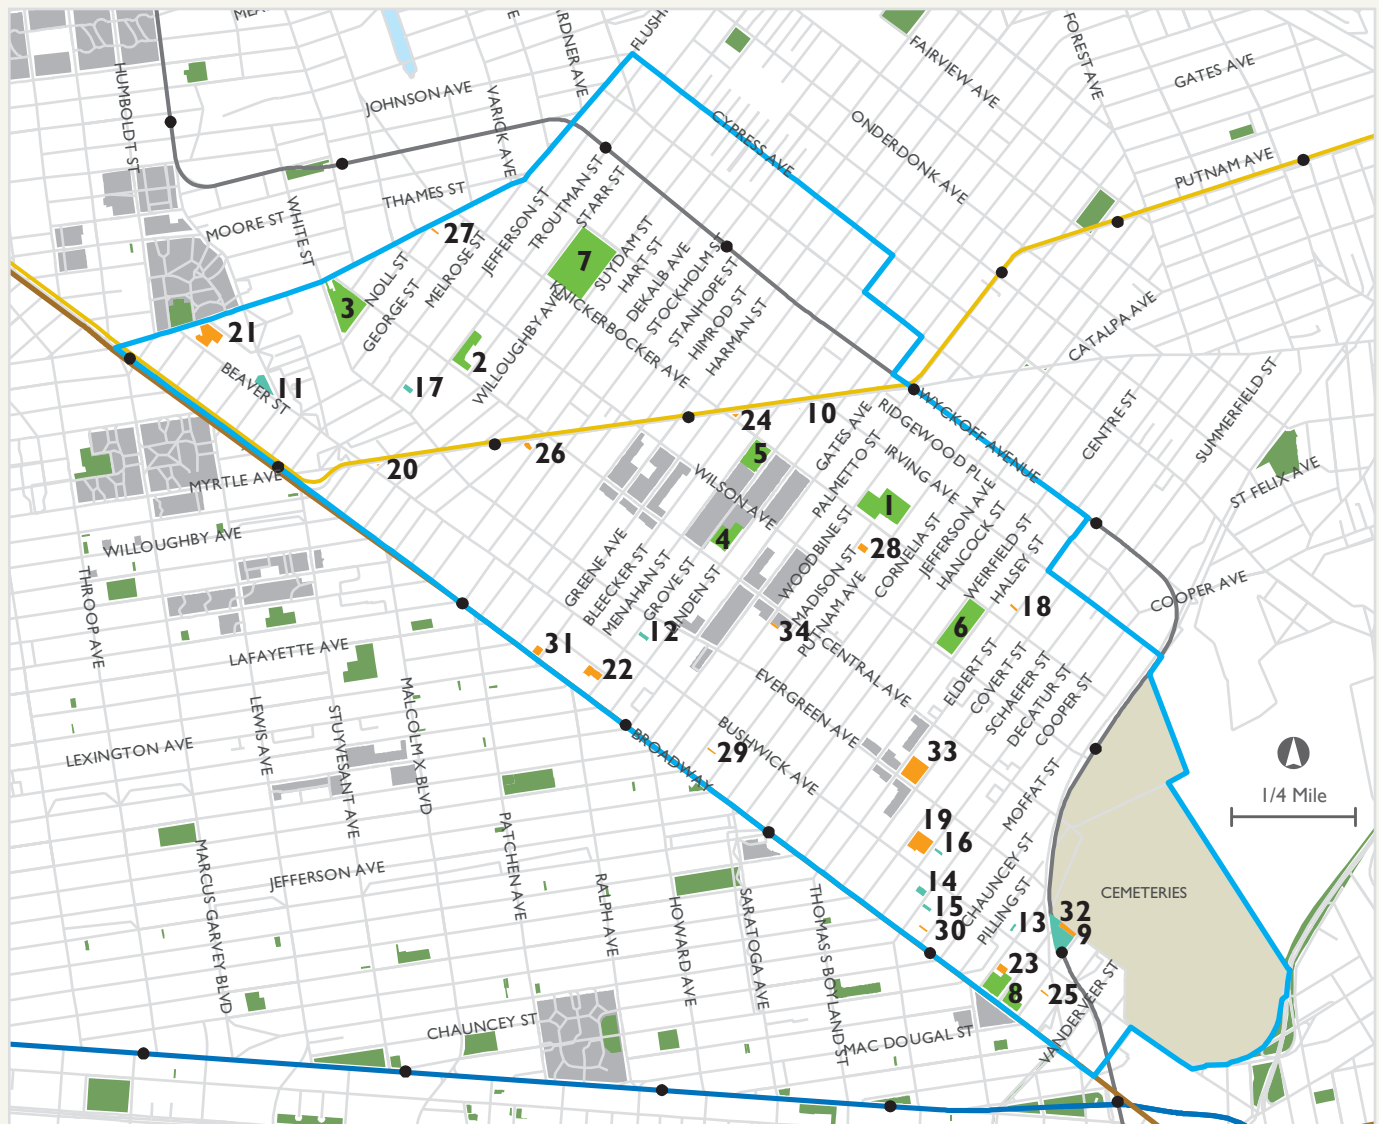 FLUSHI
FOREST AVE
FAIRVIEW AVE
GATES AVE
HUMBOLDT ST
JOHNSON AVE
VARICK AVE
CYPRESS AVE
ONDERDONK AVE
PUTNAM AVE
THAMES ST
WHITE ST
MOORE ST
TROUTMAN ST
STARR ST
JEFFERSON ST
27
MELROSE ST
7
SUYDAM ST
HART ST
DEKALB AVE
STOCKHOLM ST
STANHOPE ST
HIMROD ST
HARMAN ST
NOLL ST
GEORGE ST
3
KNICKERBOCKER AVE
WILLOUGHBY AVE
CATALPA AVE
21
2
BEAVER ST
11
17
WYCKOFF AVENUE
24
10
RIDGEWOOD PL
GATES AVE
PALMETTO ST
IRVING AVE
CENTRE ST
SUMMERFIELD ST
ST FELIX AVE
20
26
5
MYRTLE AVE
WILSON AVE
1
JEFFERSON AVE
HANCOCK ST
CORNELIA ST
WILLOUGHBY AVE
4
28
WOODBINE ST
MADISON ST
PUTNAM AVE
WEIRFIELD ST
HALSEY ST
THROOP AVE
GREENE AVE
BLEECKER ST
MENAHAN ST
GROVE ST
COOPER AVE
18
12
34
6
31
LAFAYETTE AVE
22
CENTRAL AVE
ELDERT ST
COVERT ST
SCHAEFER ST
DECATUR ST
COOPER ST
EVERGREEN AVE
LEWIS AVE
STUYVESANT AVE
MALCOLM X BLVD
LEXINGTON AVE
BROADWAY
29
BUSHWICK AVE
33
1/4 Mile
MOFFAT ST
19
16
PATCHEN AVE
MARCUS GARVEY BLVD
JEFFERSON AVE
RALPH AVE
HOWARD AVE
SARATOGA AVE
THOMAS S BOYLAND ST
14
15
30
CHAUNCEY ST
PILLING ST
13
CEMETERIES
32
9
23
8
25
VANDERVEER ST
CHAUNCEY ST
MAC DOUGAL ST